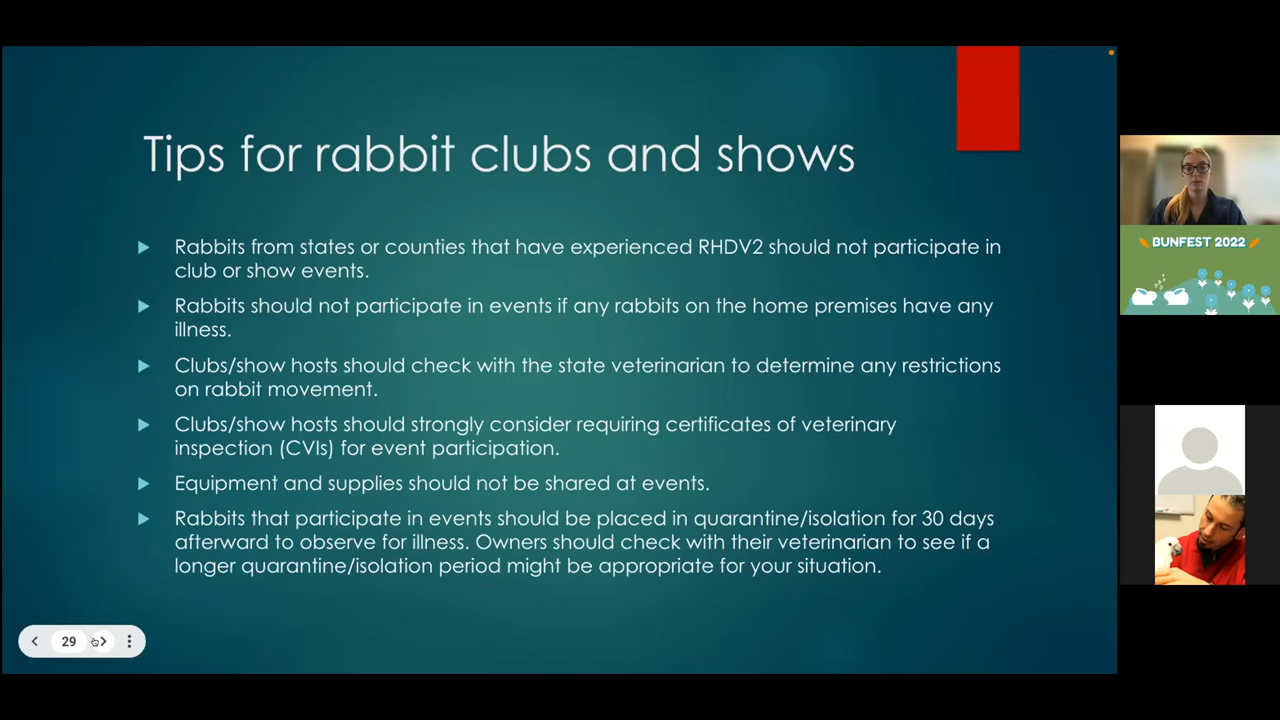 Tips for rabbit clubs and shows
Rabbits from states or counties that have experienced RHDV2 should not participate in
club or show events.
Rabbits should not participate in events if any rabbits on the home premises have any
illness.
Clubs/show hosts should check with the state veterinarian to determine any restrictions
on rabbit movement.
Clubs/show hosts should strongly consider requiring certificates of veterinary
inspection (CVIs) for event participation.
Equipment and supplies should not be shared at events.
Rabbits that participate in events should be placed in quarantine/isolation for 30 days
afterward to observe for illness. Owners should check with their veterinarian to see if a
longer quarantine/isolation period might be appropriate for your situation.
29
BUNFEST 2022